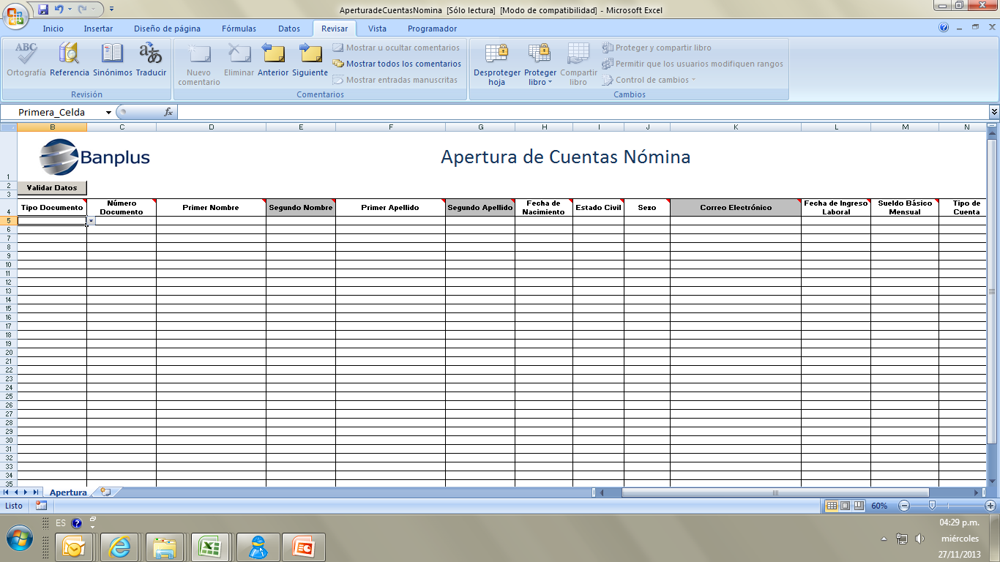 AperturadeCuentasNomina [Sólo lectura] [Modo de compatibilidad] - Microsoft Excel
Inicio Insertar Diseño de página Fórmulas Datos Revisar Vista Programador
ABC
Ortografía Referencia Sinónimos Traducir
Revisión
Nuevo comentario Eliminar Anterior Siguiente
Mostrar u ocultar comentarios
Mostrar todos los comentarios
Mostrar entradas manuscritas
Comentarios
Desproteger hoja Proteger libro Compartir libro
Proteger y compartir libro
Permitir que los usuarios modifiquen rangos
Control de cambios
Cambios
Primera_Celda fx
B C D E F G H I J K L M N
Banplus
Apertura de Cuentas Nómina
1
2
Validar Datos
3
4
Tipo Documento Número Documento Primer Nombre Segundo Nombre Primer Apellido Segundo Apellido Fecha de Nacimiento Estado Civil Sexo Correo Electrónico Fecha de Ingreso Laboral Sueldo Básico Mensual Tipo de Cuenta
5
6
7
8
9
10
11
12
13
14
15
16
17
18
19
20
21
22
23
24
25
26
27
28
29
30
31
32
33
34
35
Apertura
Listo 60%
ES
04:29 p.m.
miércoles
27/11/2013